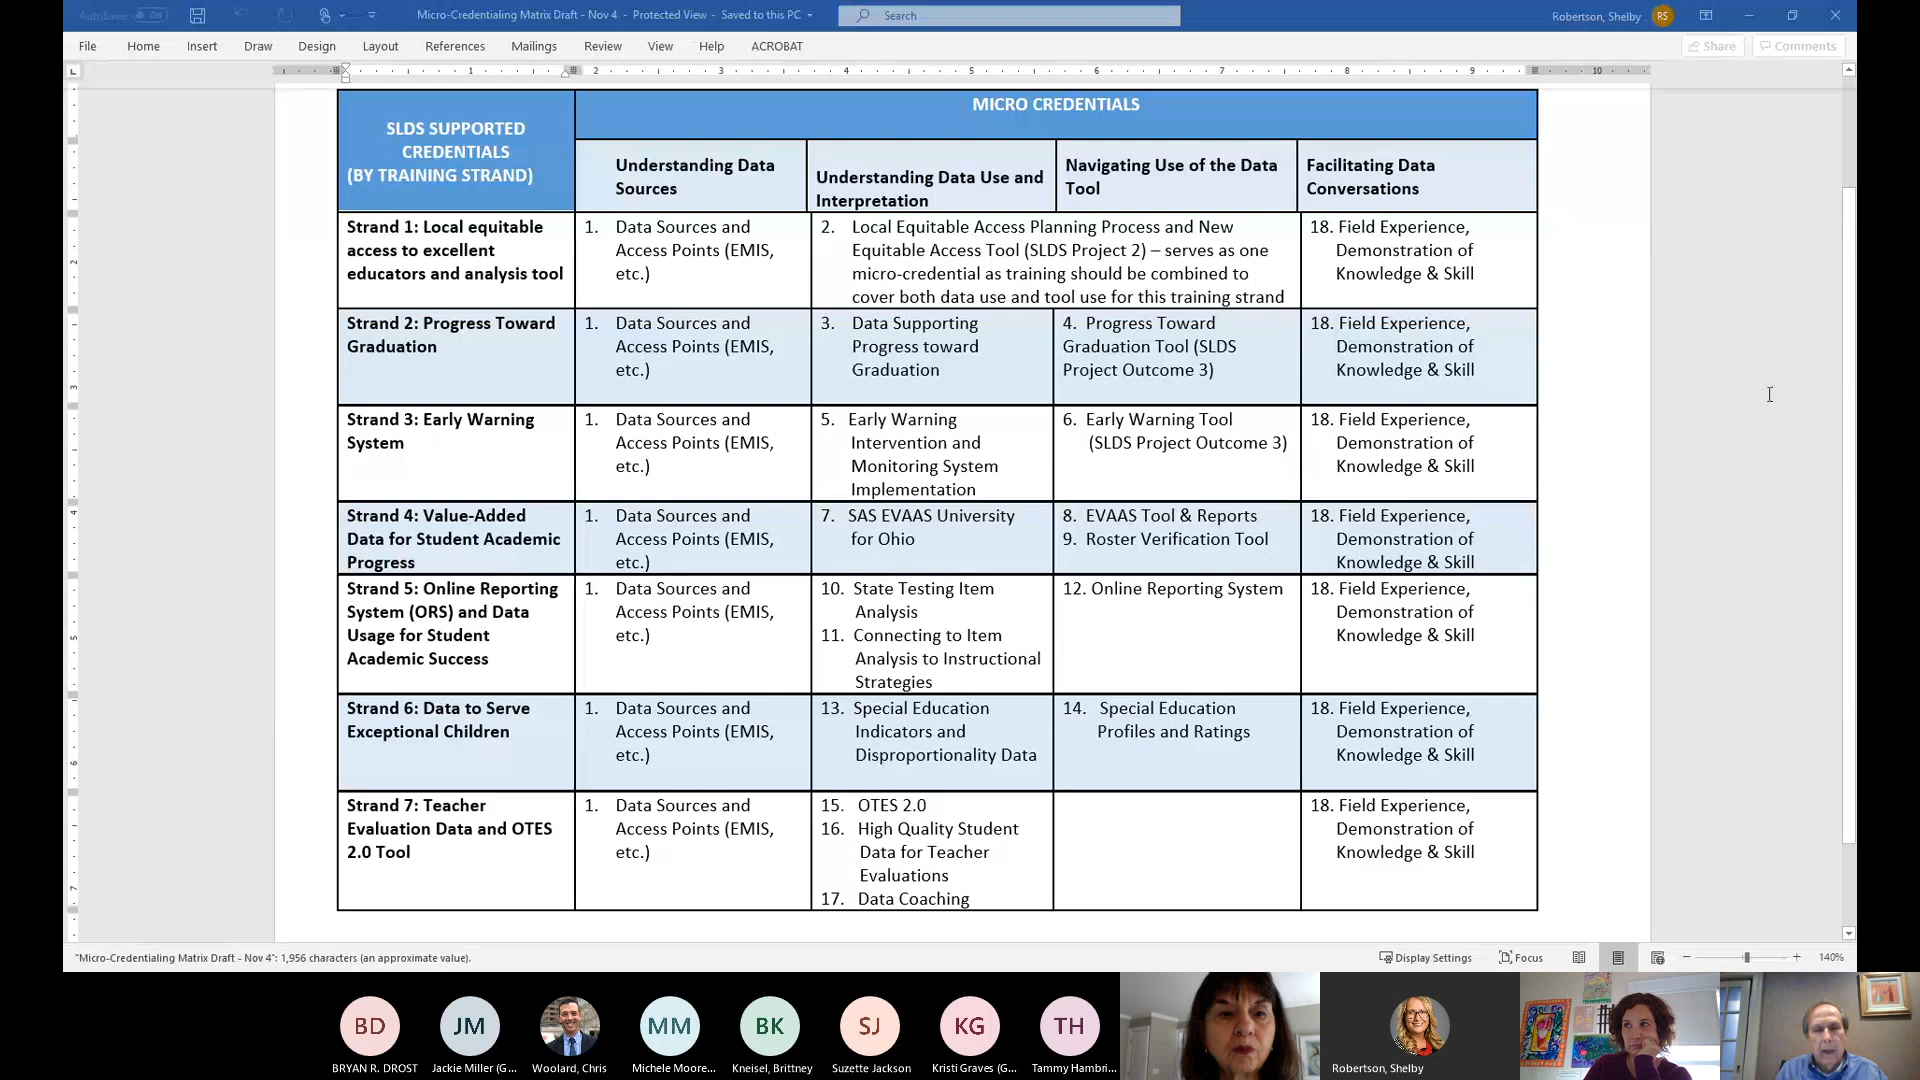 AutoSave Off
Micro-Credentialing Matrix Draft - Nov 4 - Protected View - Saved to this PC
Search
Robertson, Shelby
RS
File Home Insert Draw Design Layout References Mailings Review View Help ACROBAT
Share Comments
1 2 3 4 5 6 7 8 9 10
SLDS SUPPORTED
CREDENTIALS
(BY TRAINING STRAND)
MICRO CREDENTIALS
Understanding Data
Sources
Understanding Data Use and
Interpretation
Navigating Use of the Data
Tool
Facilitating Data
Conversations
Strand 1: Local equitable
access to excellent
educators and analysis tool
1. Data Sources and
Access Points (EMIS,
etc.)
2. Local Equitable Access Planning Process and New
Equitable Access Tool (SLDS Project 2) – serves as one
micro-credential as training should be combined to
cover both data use and tool use for this training strand
18. Field Experience,
Demonstration of
Knowledge & Skill
Strand 2: Progress Toward
Graduation
1. Data Sources and
Access Points (EMIS,
etc.)
3. Data Supporting
Progress toward
Graduation
4. Progress Toward
Graduation Tool (SLDS
Project Outcome 3)
18. Field Experience,
Demonstration of
Knowledge & Skill
Strand 3: Early Warning
System
1. Data Sources and
Access Points (EMIS,
etc.)
5. Early Warning
Intervention and
Monitoring System
Implementation
6. Early Warning Tool
(SLDS Project Outcome 3)
18. Field Experience,
Demonstration of
Knowledge & Skill
Strand 4: Value-Added
Data for Student Academic
Progress
1. Data Sources and
Access Points (EMIS,
etc.)
7. SAS EVAAS University
for Ohio
8. EVAAS Tool & Reports
9. Roster Verification Tool
18. Field Experience,
Demonstration of
Knowledge & Skill
Strand 5: Online Reporting
System (ORS) and Data
Usage for Student
Academic Success
1. Data Sources and
Access Points (EMIS,
etc.)
10. State Testing Item
Analysis
11. Connecting to Item
Analysis to Instructional
Strategies
12. Online Reporting System
18. Field Experience,
Demonstration of
Knowledge & Skill
Strand 6: Data to Serve
Exceptional Children
1. Data Sources and
Access Points (EMIS,
etc.)
13. Special Education
Indicators and
Disproportionality Data
14. Special Education
Profiles and Ratings
18. Field Experience,
Demonstration of
Knowledge & Skill
Strand 7: Teacher
Evaluation Data and OTES
2.0 Tool
1. Data Sources and
Access Points (EMIS,
etc.)
15. OTES 2.0
16. High Quality Student
Data for Teacher
Evaluations
17. Data Coaching
18. Field Experience,
Demonstration of
Knowledge & Skill
2
3
4
5
6
7
"Micro-Credentialing Matrix Draft - Nov 4": 1,956 characters (an approximate value).
Display Settings Focus 140%
BD JM MM BK SJ KG TH
BRYAN R. DROST Jackie Miller (G... Woolard, Chris Michele Moore... Kneisel, Brittney Suzette Jackson Kristi Graves (G... Tammy Hambri... Robertson, Shelby